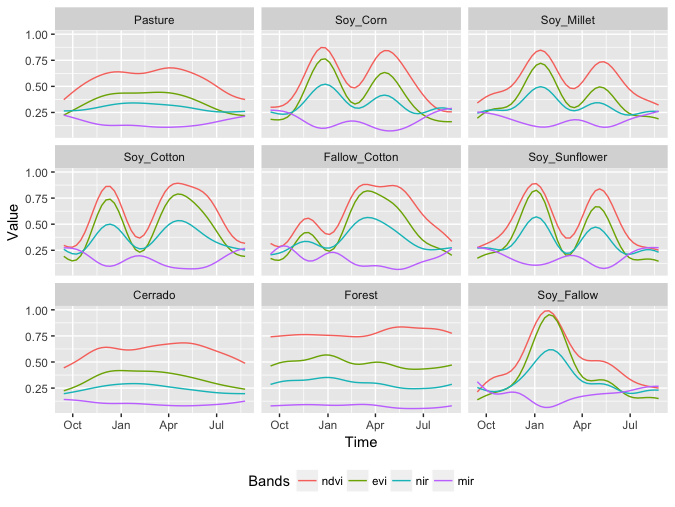 Pasture Soy_Corn Soy_Millet
1.00
0.75
0.50
0.25
Soy_Cotton Fallow_Cotton Soy_Sunflower
1.00
0.75
0.50
0.25
Value
Cerrado Forest Soy_Fallow
1.00
0.75
0.50
0.25
Oct Jan Apr Jul Oct Jan Apr Jul Oct Jan Apr Jul
Time
Bands ndvi evi nir mir